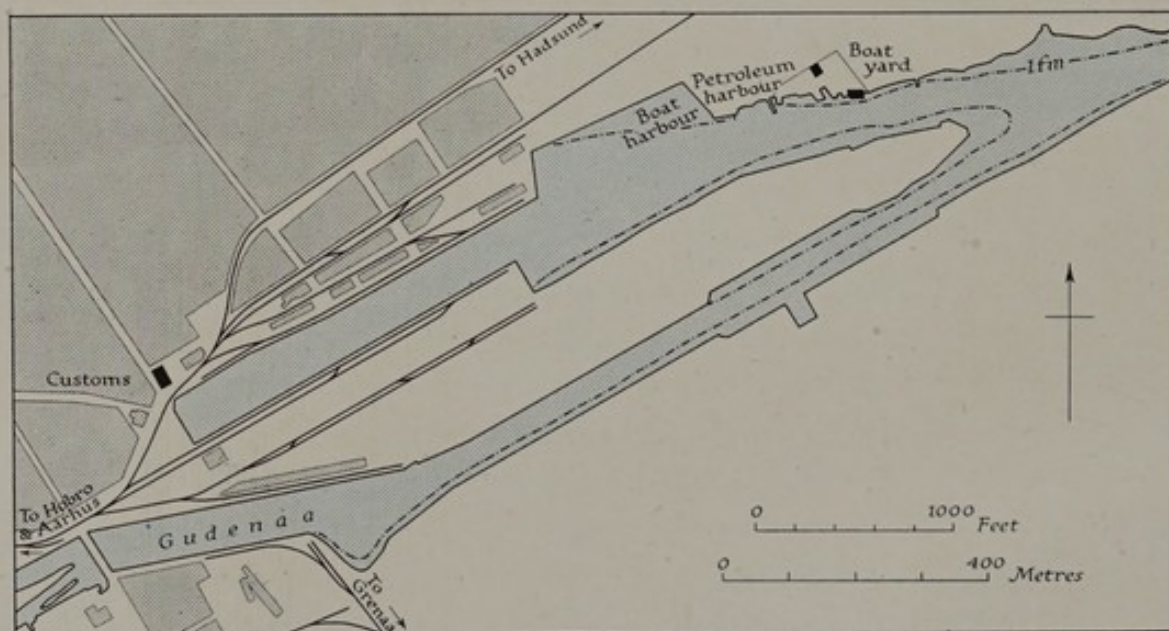 To Hadsund
Boat
harbour
Petroleum
harbour
Boat
yard
1fm
Customs
To Hobro
& Aarhus
Gudenåa
To
Grenaa
0 1000 Feet
0 400 Metres